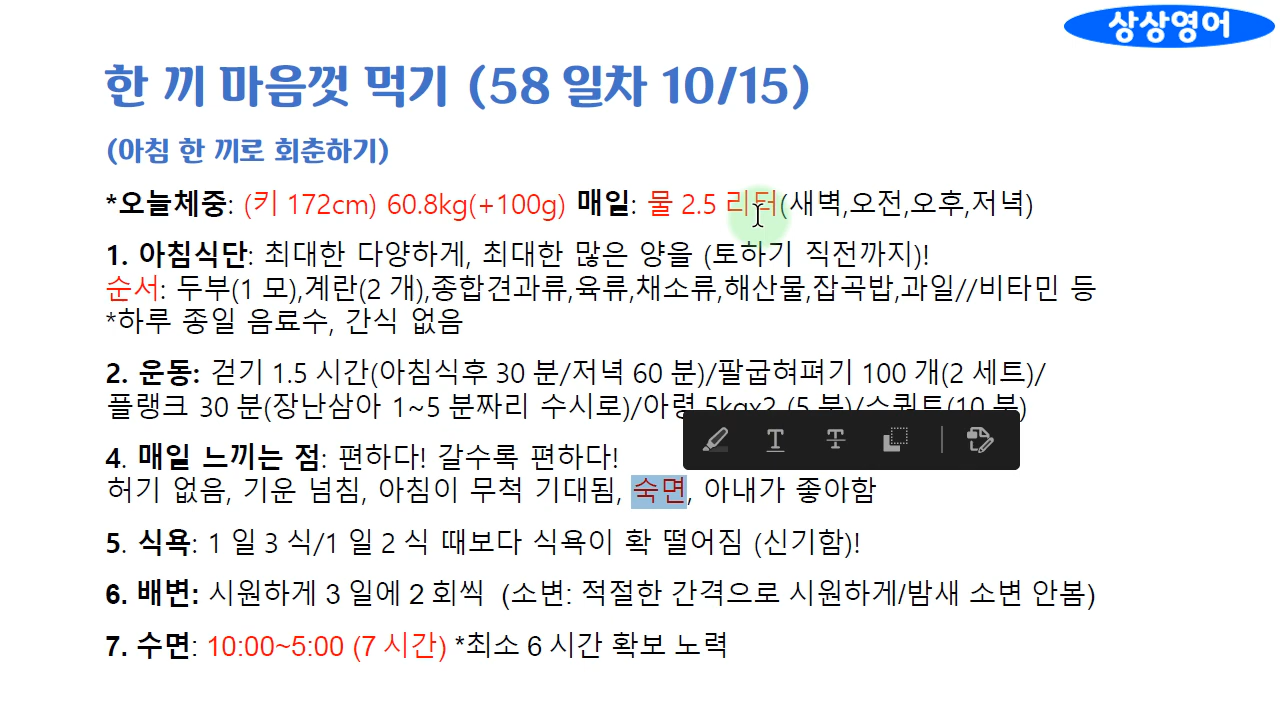 상상영어
한 끼 마음껏 먹기 (58 일차 10/15)
(아침 한 끼로 회춘하기)
*오늘체중: (키 172cm) 60.8kg(+100g) 매일: 물 2.5 리터(새벽,오전,오후,저녁)
1. 아침식단: 최대한 다양하게, 최대한 많은 양을 (토하기 직전까지)!
순서: 두부(1 모),계란(2 개),종합견과류,육류,채소류,해산물,잡곡밥,과일//비타민 등
*하루 종일 음료수, 간식 없음
2. 운동: 걷기 1.5 시간(아침식후 30 분/저녁 60 분)/팔굽혀펴기 100 개(2 세트)/
플랭크 30 분(장난삼아 1~5 분짜리 수시로)/아령 5kgx2 (5 분)/스쿼트(10 분)
4. 매일 느끼는 점: 편하다! 갈수록 편하다!
허기 없음, 기운 넘침, 아침이 무척 기대됨, 숙면, 아내가 좋아함
5. 식욕: 1 일 3 식/1 일 2 식 때보다 식욕이 확 떨어짐 (신기함)!
6. 배변: 시원하게 3 일에 2 회씩 (소변: 적절한 간격으로 시원하게/밤새 소변 안봄)
7. 수면: 10:00~5:00 (7 시간) *최소 6 시간 확보 노력